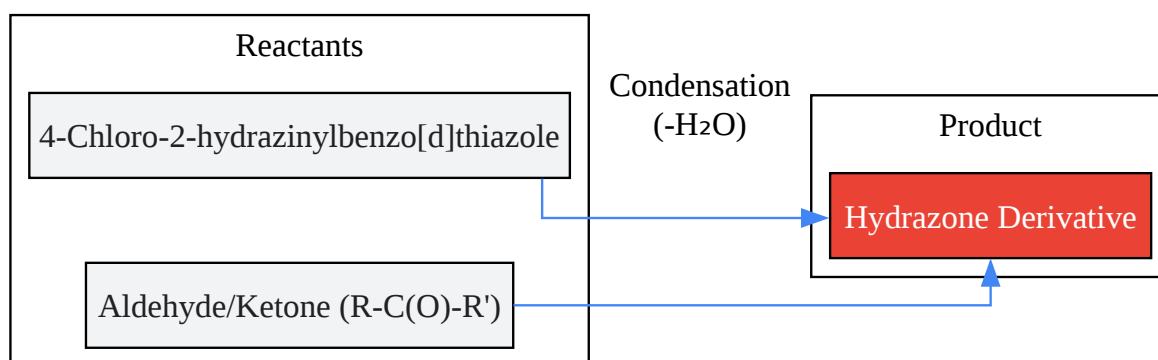 Reactants
4-Chloro-2-hydrazinylbenzo[d]thiazole
Aldehyde/Ketone (R-C(O)-R')
Condensation
(-H₂O)
Product
Hydrazone Derivative